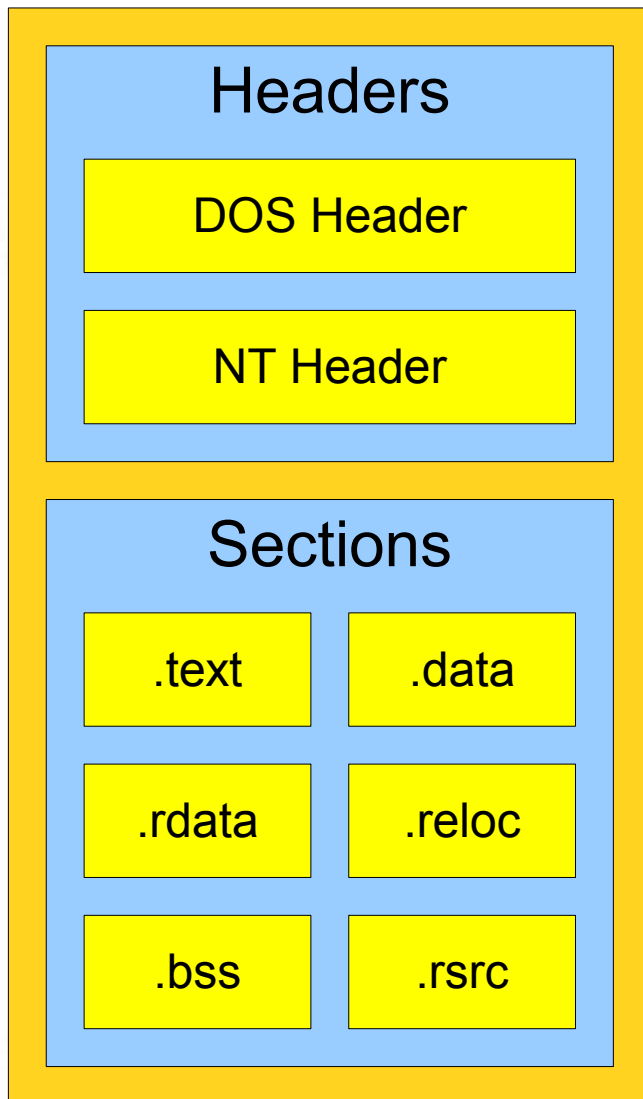 Headers
DOS Header
NT Header
Sections
.text .data
.rdata .reloc
.bss .rsrc